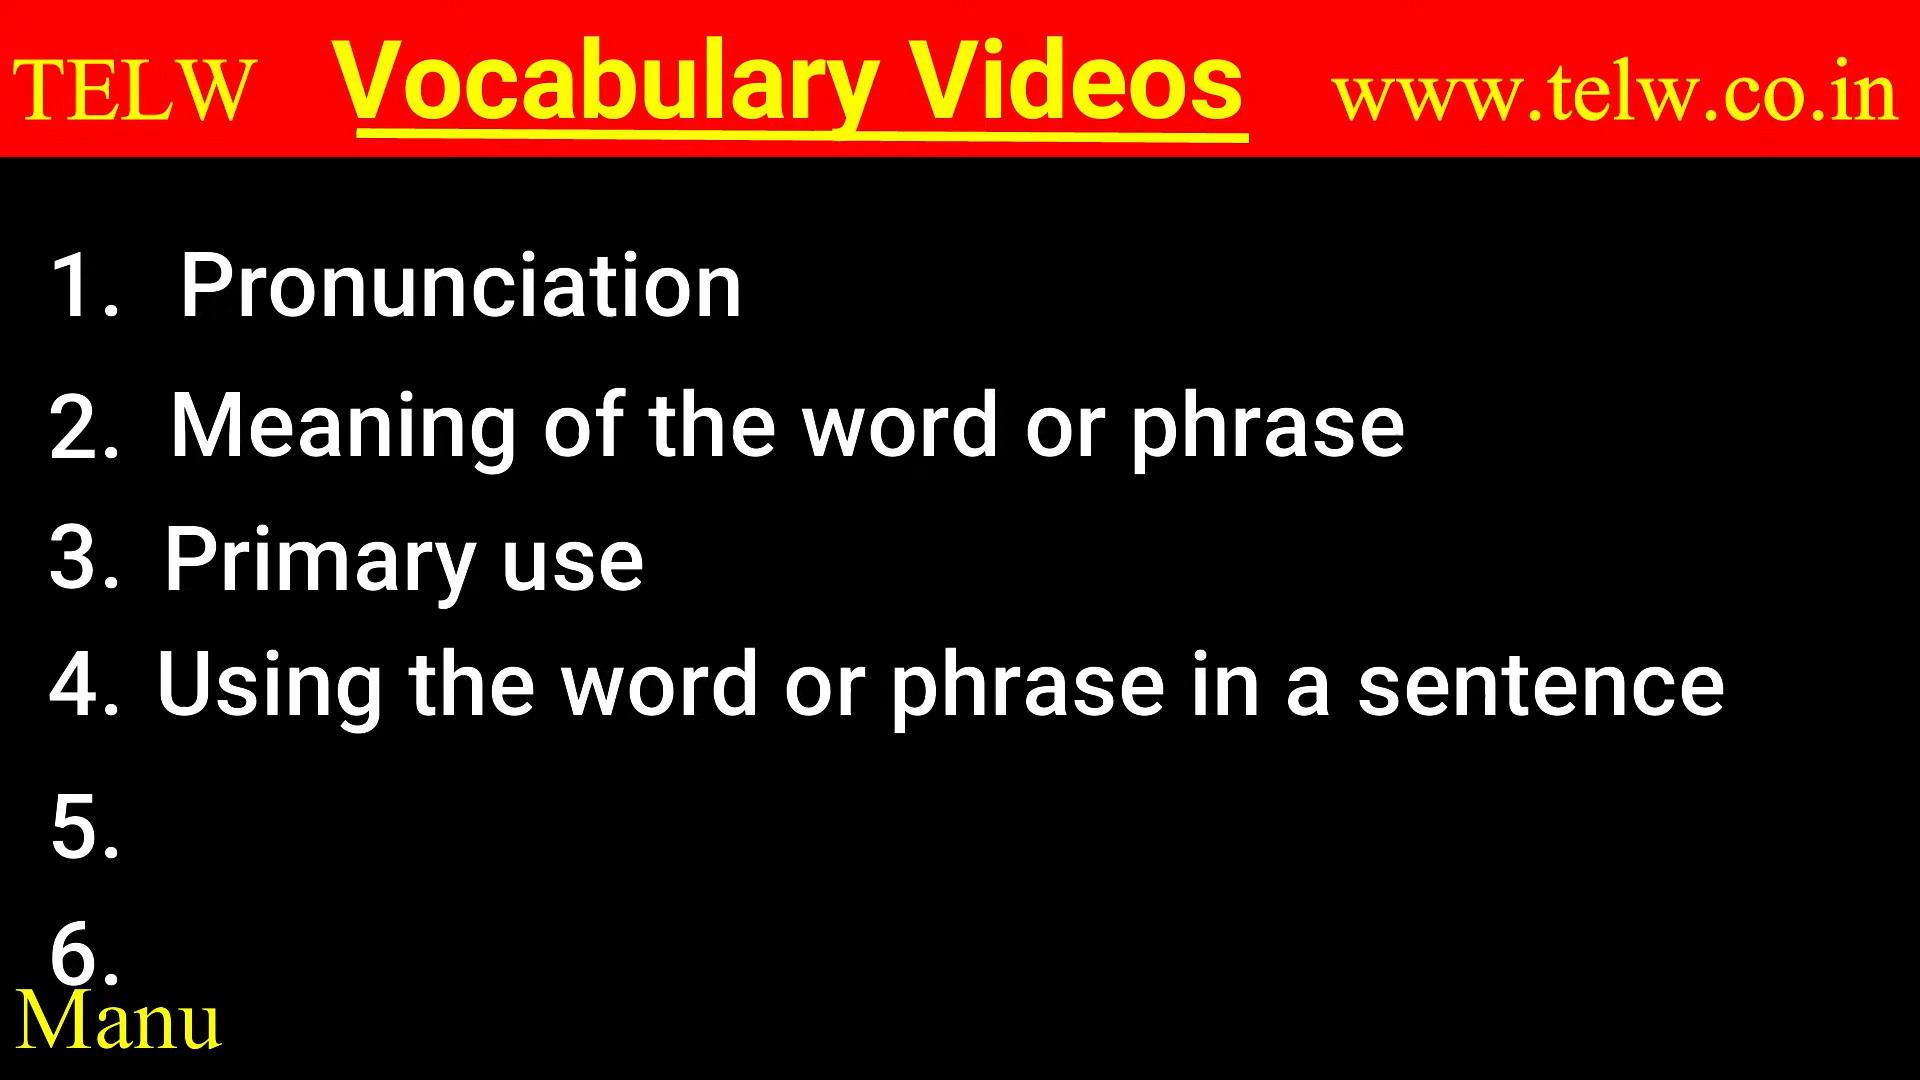 TELW Vocabulary Videos www.telw.co.in
1. Pronunciation
2. Meaning of the word or phrase
3. Primary use
4. Using the word or phrase in a sentence
5.
6.
Manu